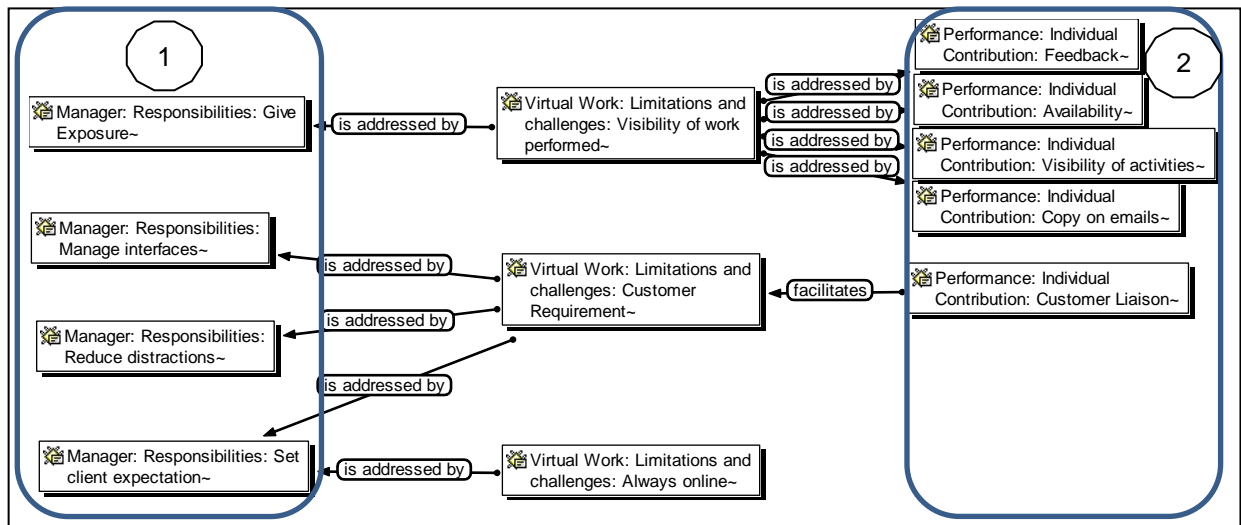 1
Manager: Responsibilities: Give
Exposure~
is addressed by
Virtual Work: Limitations and
challenges: Visibility of work
performed~
is addressed by
is addressed by
is addressed by
is addressed by
Performance: Individual
Contribution: Feedback~
2
Performance: Individual
Contribution: Availability~
Performance: Individual
Contribution: Visibility of activities~
Performance: Individual
Contribution: Copy on emails~
Manager: Responsibilities:
Manage interfaces~
is addressed by
Virtual Work: Limitations and
challenges: Customer
Requirement~
facilitates
Performance: Individual
Contribution: Customer Liaison~
Manager: Responsibilities:
Reduce distractions~
is addressed by
is addressed by
Manager: Responsibilities: Set
client expectation~
is addressed by
Virtual Work: Limitations and
challenges: Always online~